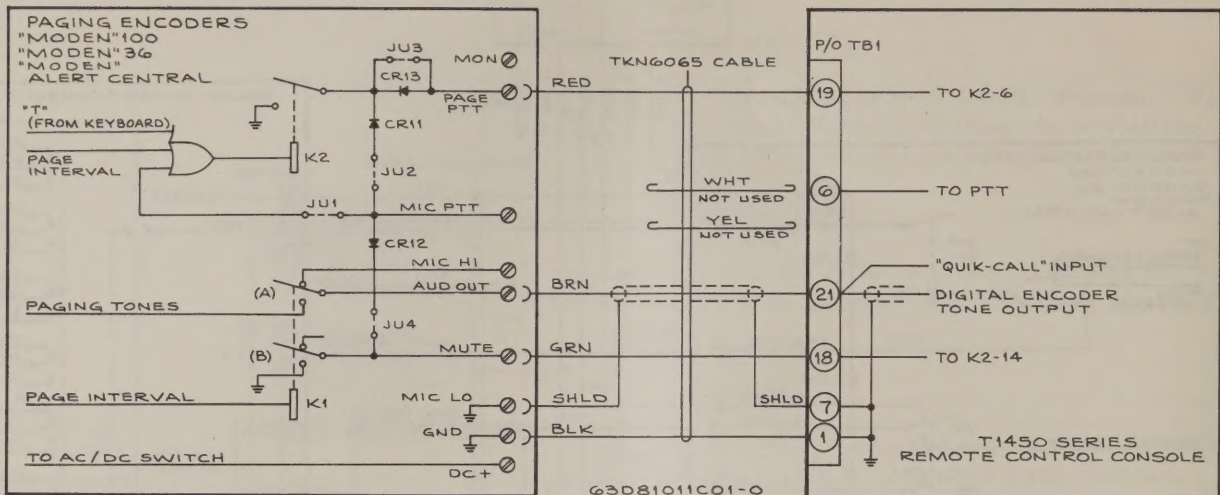 PAGING ENCODERS
"MODEN" 100
"MODEN" 36
"MODEN"
ALERT CENTRAL
"T"
(FROM KEYBOARD)
PAGE
INTERVAL
K2
JU1
JU3
CR13
CR11
JU2
MON
PAGE
PTT
MIC PTT
CR12
MIC HI
AUD OUT
(A)
PAGING TONES
JU4
(B)
MUTE
PAGE INTERVAL
K1
MIC LO
GND
TO AC/DC SWITCH
DC+
TKN6065 CABLE
RED
WHT
NOT USED
YEL
NOT USED
BRN
GRN
SHLD
SHLD
BLK
63D81011C01-O
P/O TB1
19
TO K2-6
6
TO PTT
"QUIK-CALL" INPUT
21
DIGITAL ENCODER
TONE OUTPUT
18
TO K2-14
7
1
T1450 SERIES
REMOTE CONTROL CONSOLE